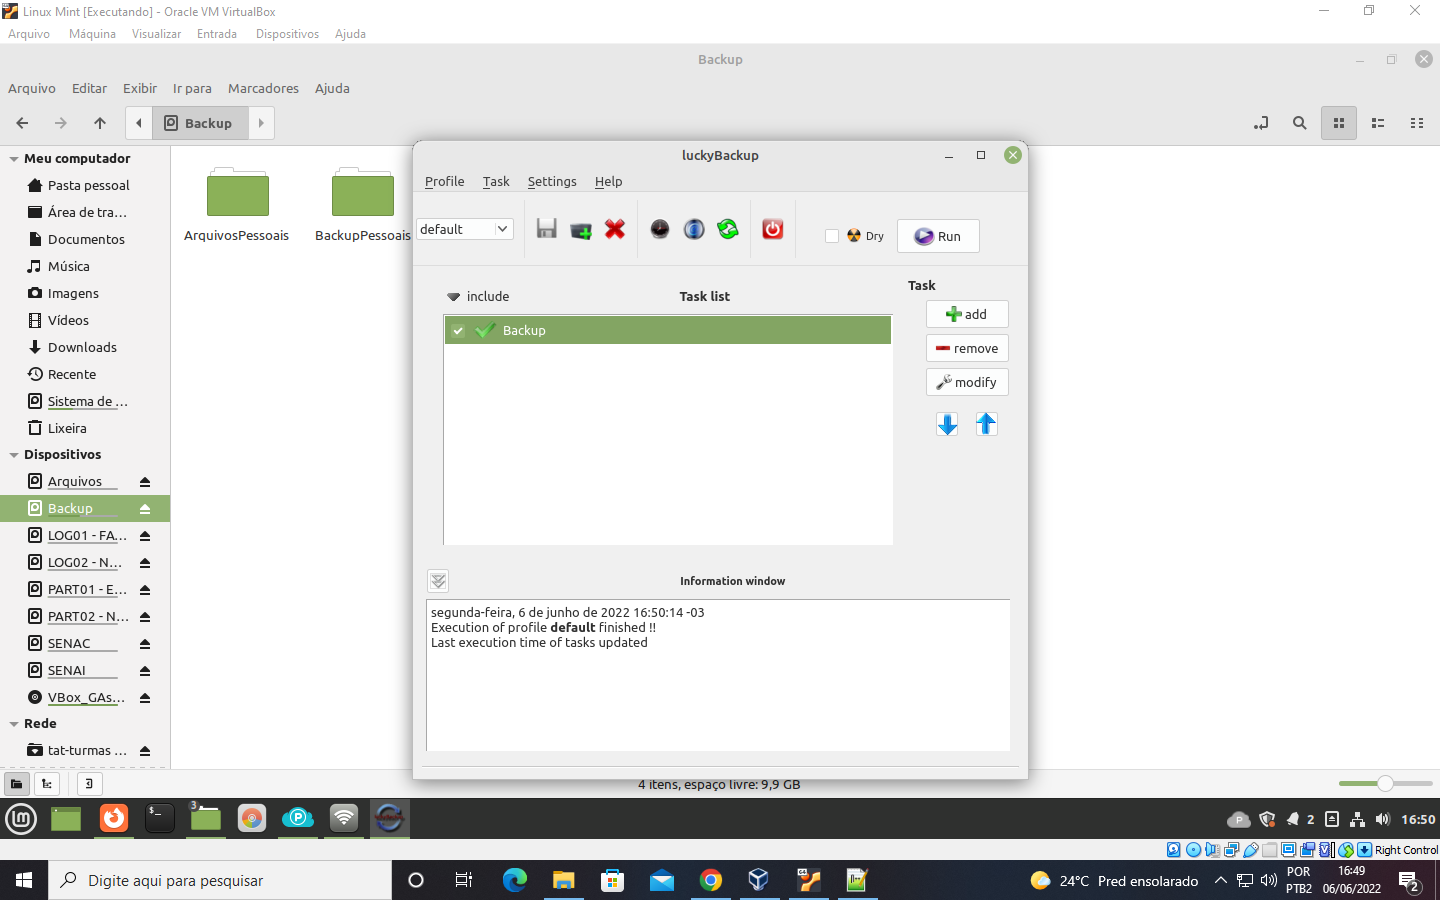 Linux Mint [Executando] - Oracle VM VirtualBox
Arquivo Máquina Visualizar Entrada Dispositivos Ajuda
Backup
Arquivo Editar Exibir Ir para Marcadores Ajuda
Backup
Meu computador
Pasta pessoal
Área de tra...
Documentos
Música
Imagens
Vídeos
Downloads
Recente
Sistema de ...
Lixeira
Dispositivos
Arquivos
Backup
LOG01 - FA...
LOG02 - N...
PART01 - E...
PART02 - N...
SENAC
SENAI
VBox_GAs...
Rede
tat-turmas ...
ArquivosPessoais
BackupPessoais
luckyBackup
Profile Task Settings Help
default
Dry
Run
include
Task list
Task
Backup
add
remove
modify
Information window
segunda-feira, 6 de junho de 2022 16:50:14 -03
Execution of profile default finished !!
Last execution time of tasks updated
4 itens, espaço livre: 9,9 GB
3
2
16:50
Right Control
Digite aqui para pesquisar
24°C Pred ensolarado
POR
PTB2
16:49
06/06/2022
2